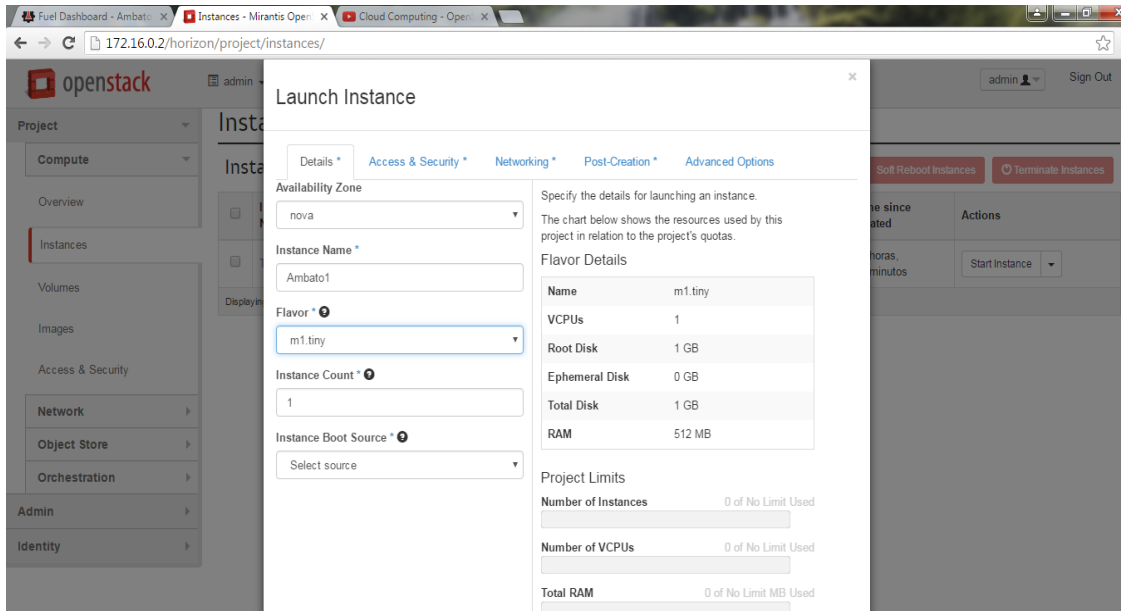 Fuel Dashboard - Ambato
Instances - Mirantis Open
Cloud Computing - Open
172.16.0.2/horizon/project/instances/
openstack
admin
admin
Sign Out
Project
Compute
Overview
Instances
Volumes
Images
Access & Security
Network
Object Store
Orchestration
Admin
Identity
Insta
Insta
Soft Reboot Instances
Terminate Instances
Actions
horas,
minutos
Start Instance
Displayin
Launch Instance
×
Details *
Access & Security *
Networking *
Post-Creation *
Advanced Options
Availability Zone
nova
Instance Name *
Ambato1
Flavor *
m1.tiny
Instance Count *
1
Instance Boot Source *
Select source
Specify the details for launching an instance.
The chart below shows the resources used by this
project in relation to the project's quotas.
Flavor Details
Name m1.tiny
VCPUs 1
Root Disk 1 GB
Ephemeral Disk 0 GB
Total Disk 1 GB
RAM 512 MB
Project Limits
Number of Instances 0 of No Limit Used
Number of VCPUs 0 of No Limit Used
Total RAM 0 of No Limit MB Used